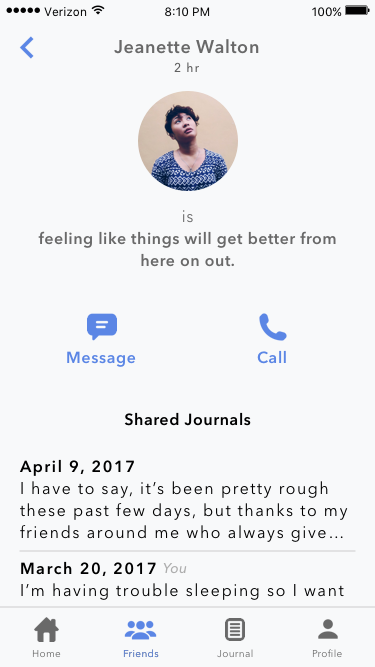 Verizon 8:10 PM 100%
Jeanette Walton
2 hr
is
feeling like things will get better from
here on out.
Message Call
Shared Journals
April 9, 2017
I have to say, it’s been pretty rough
these past few days, but thanks to my
friends around me who always give...
March 20, 2017 You
I’m having trouble sleeping so I want
Home Friends Journal Profile